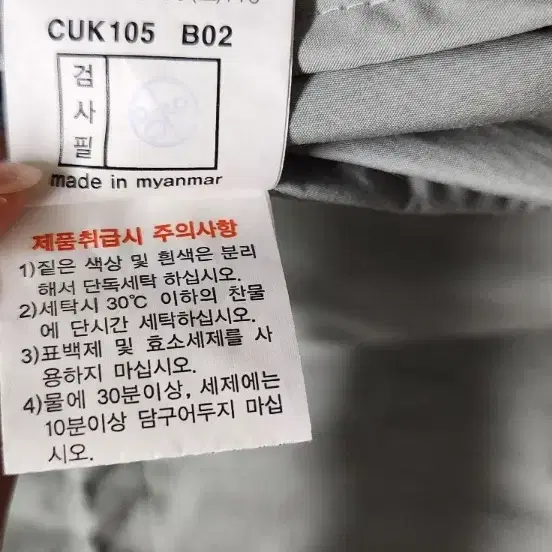 CUK105 B02
검사필
made in myanmar
제품취급시 주의사항
1)짙은 색상 및 흰색은 분리
해서 단독세탁 하십시오.
2)세탁시 30℃ 이하의 찬물
에 단시간 세탁하십시오.
3)표백제 및 효소세제를 사
용하지 마십시오.
4)물에 30분이상, 세제에는
10분이상 담구어두지 마십
시오.